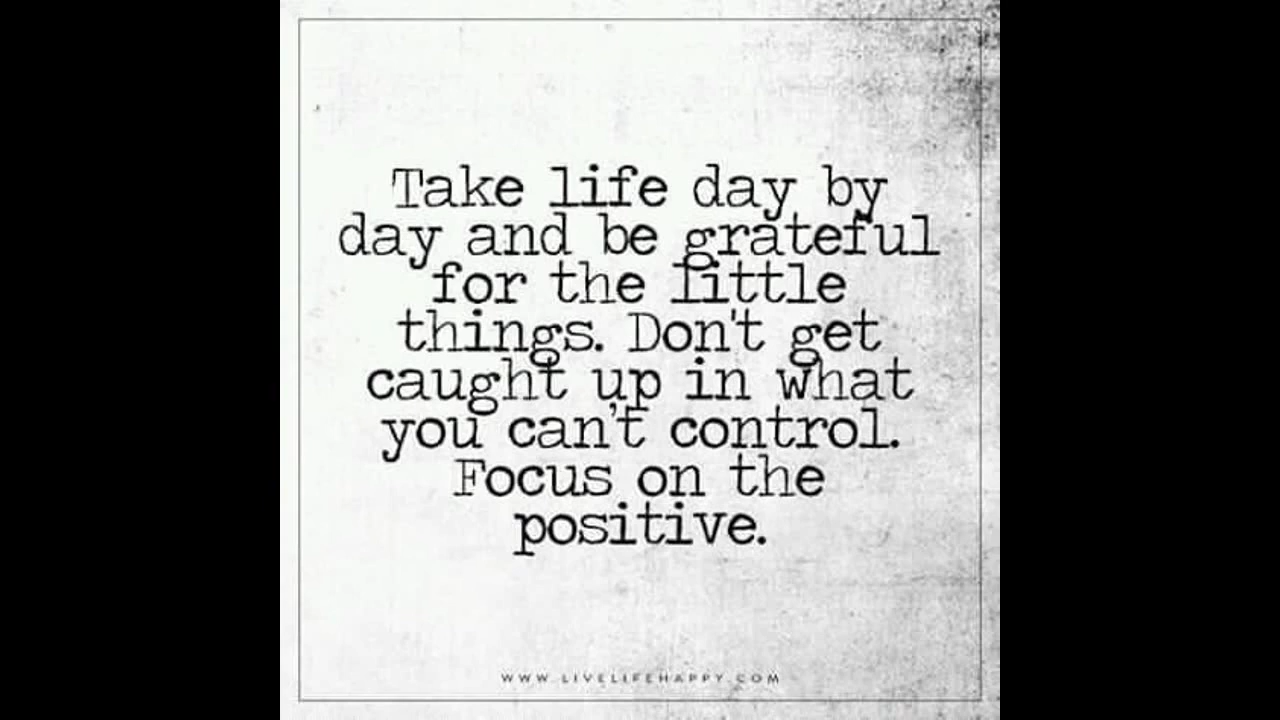 Take life day by
day and be grateful
for the little
things. Don't get
caught up in what
you can't control.
Focus on the
positive.
WWW.LIVELIFEHAPPY.COM